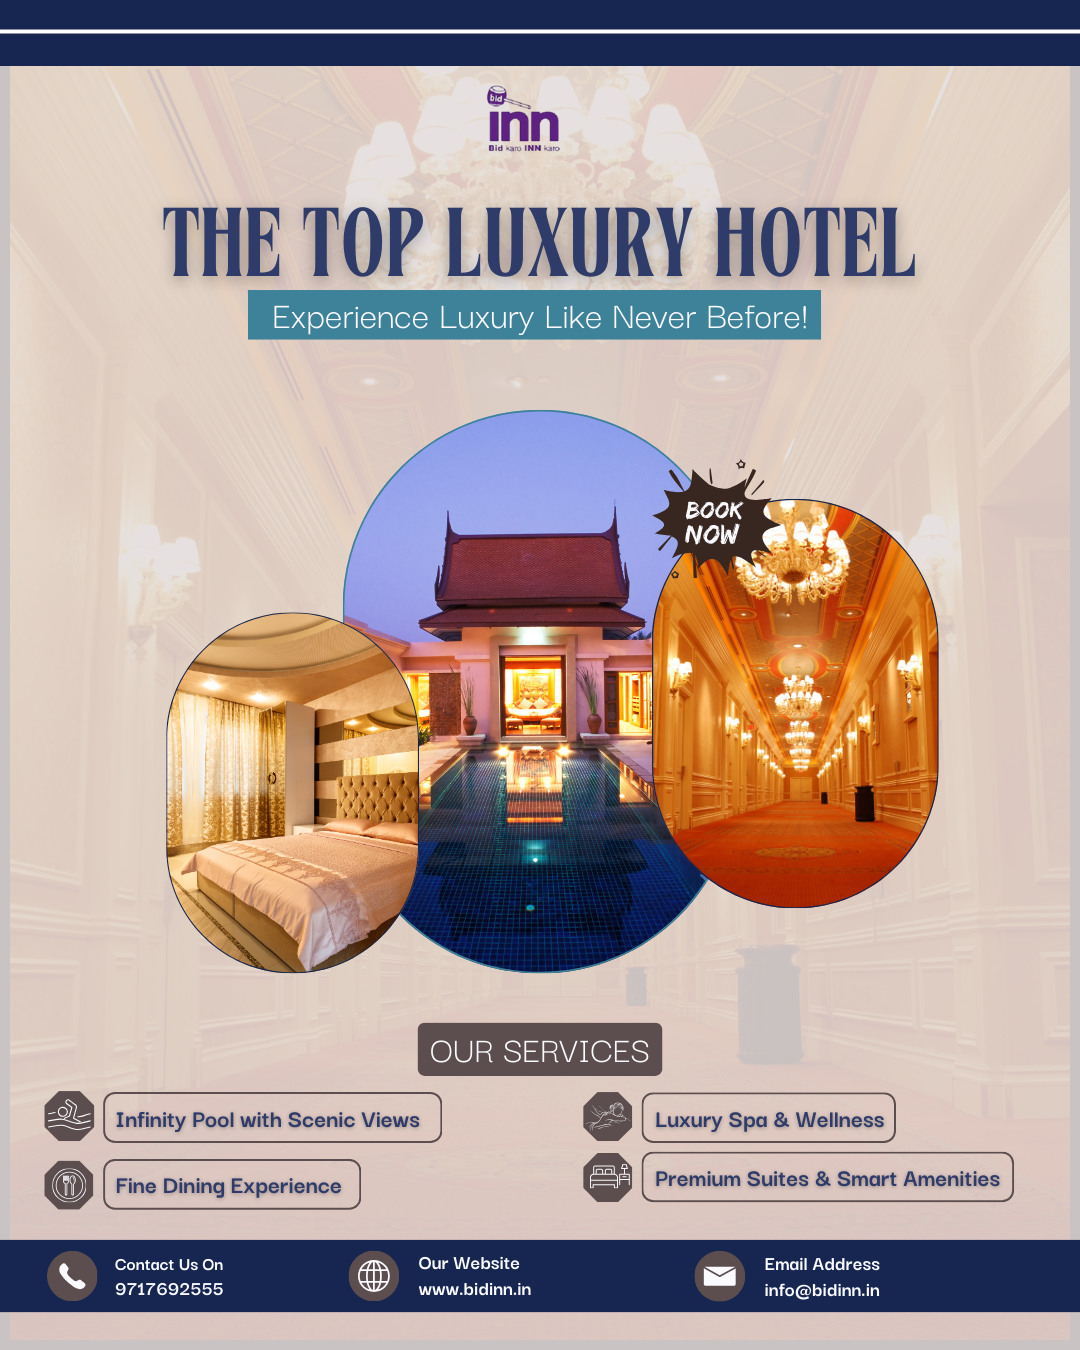 bid
inn
Bid karo INN karo
THE TOP LUXURY HOTEL
Experience Luxury Like Never Before!
BOOK
NOW
OUR SERVICES
Infinity Pool with Scenic Views
Luxury Spa & Wellness
Fine Dining Experience
Premium Suites & Smart Amenities
Contact Us On
9717692555
Our Website
www.bidinn.in
Email Address
info@bidinn.in